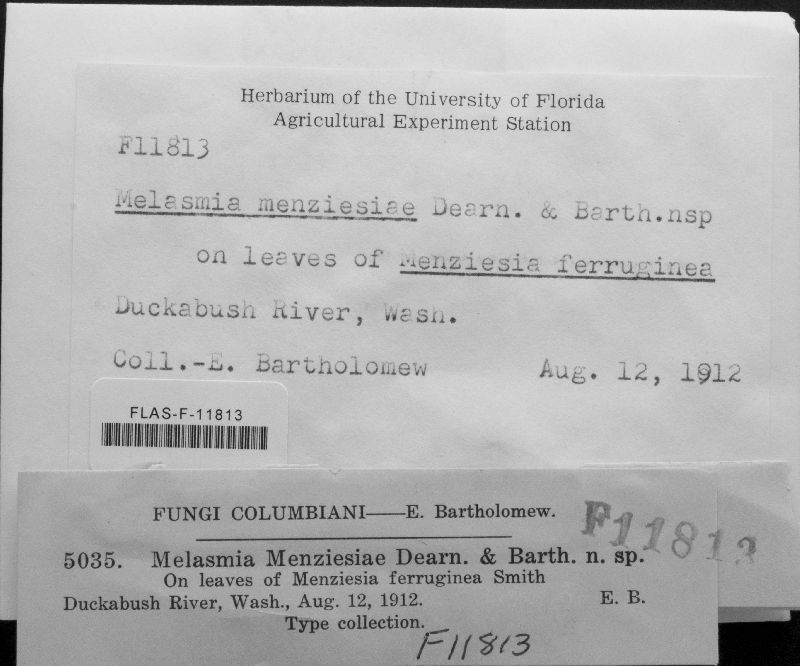 Herbarium of the University of Florida
Agricultural Experiment Station
F11813
Melasmia menziesiae Dearn. & Barth.nsp
on leaves of Menziesia ferruginea
Duckabush River, Wash.
Coll.-E. Bartholomew Aug. 12, 1912
FLAS-F-11813
FUNGI COLUMBIANI——E. Bartholomew.
F11813
5035. Melasmia Menziesiae Dearn. & Barth. n. sp.
On leaves of Menziesia ferruginea Smith
Duckabush River, Wash., Aug. 12, 1912. E. B.
Type collection.
F11813